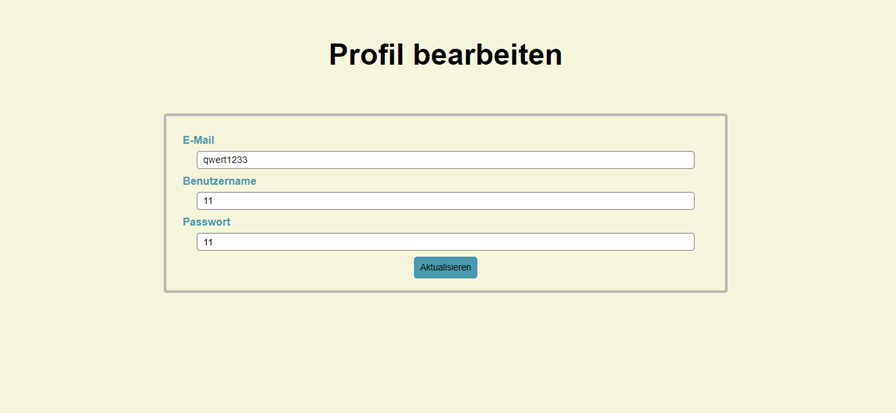 Profil bearbeiten
E-Mail
qwert1233
Benutzername
11
Passwort
11
Aktualisieren